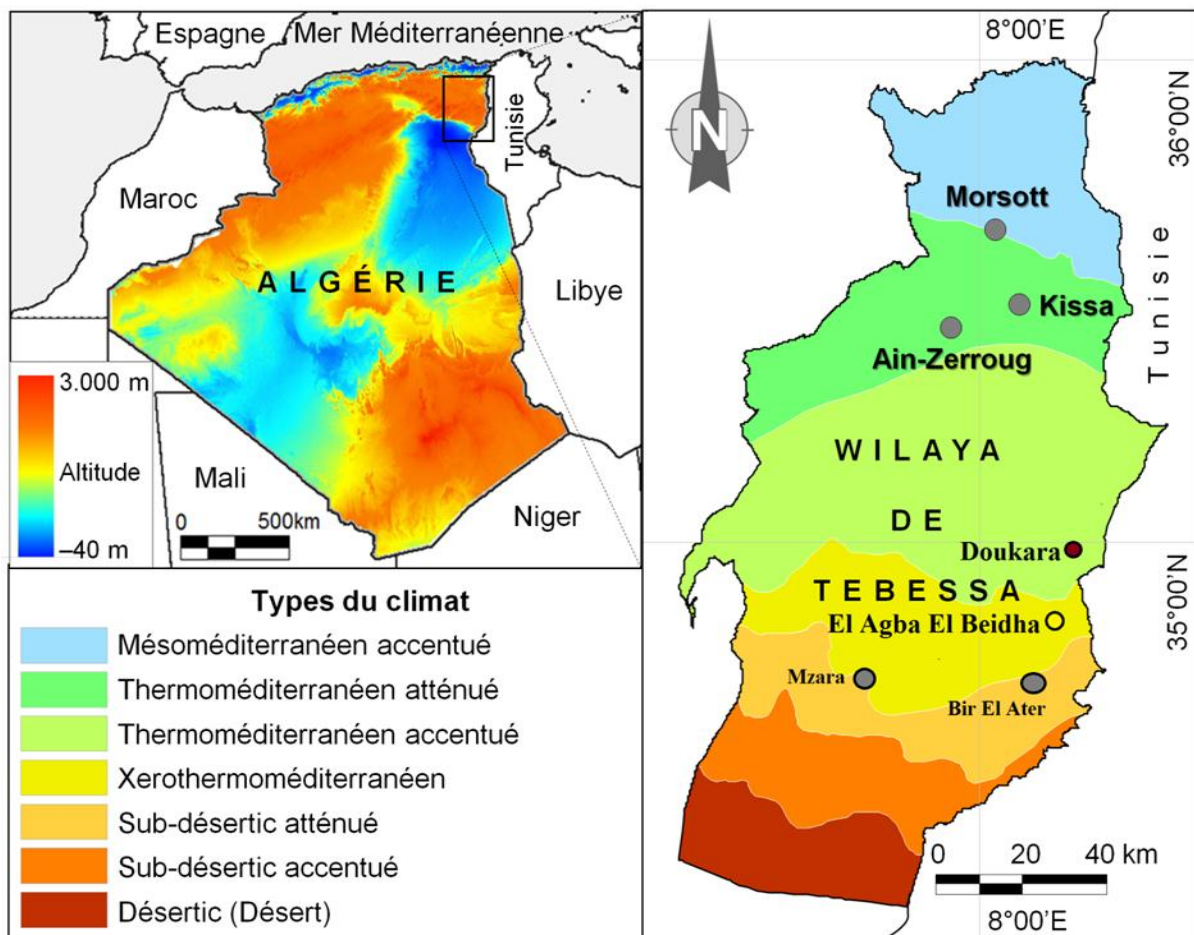 Espagne
Mer Méditerranéenne
Maroc
Tunisie
ALGÉRIE
Libye
3.000 m
Altitude
–40 m
Mali
0 500km
Niger
Types du climat
Mésoméditerranéen accentué
Thermoméditerranéen atténué
Thermoméditerranéen accentué
Xerothermoméditerranéen
Sub-désertic atténué
Sub-désertic accentué
Désertic (Désert)
8°00’E
N
36°00’N
Morsott
Tunisie
Kissa
Ain-Zerroug
WILAYA
DE
Doukara
TEBESSA
35°00’N
El Agba El Beidha
Mzara
Bir El Ater
0 20 40 km
8°00’E